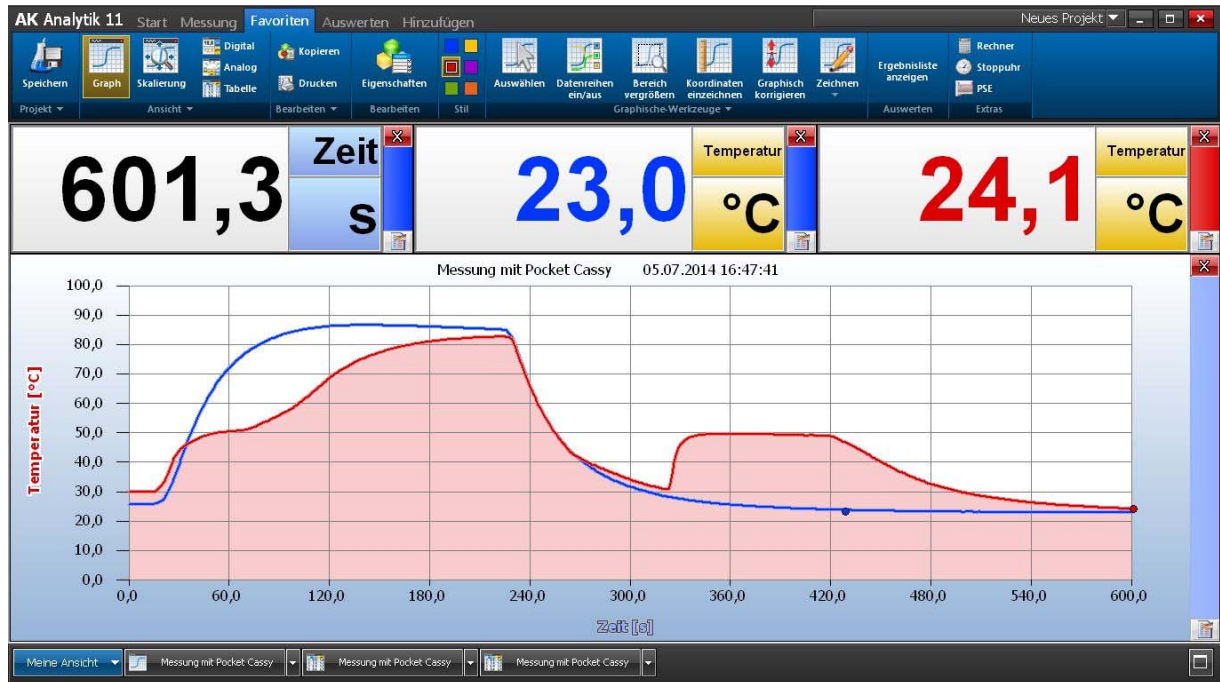 AK Analytik 11 Start Messung Favoriten Auswerten Hinzufügen Neues Projekt
Speichern
Graph
Skalierung
Digital
Analog
Tabelle
Kopieren
Drucken
Eigenschaften
Auswählen
Datenreihen
ein/aus
Bereich
vergrößern
Koordinaten
einzeichnen
Graphisch
korrigieren
Zeichnen
Ergebnisliste
anzeigen
Rechner
Stoppuhr
PSE
Projekt Ansicht Bearbeiten Bearbeiten Stil Graphische-Werkzeuge Auswerten Extras
601,3
Zeit
s
23,0
Temperatur
°C
24,1
Temperatur
°C
Messung mit Pocket Cassy 05.07.2014 16:47:41
Temperatur [°C]
100,0
90,0
80,0
70,0
60,0
50,0
40,0
30,0
20,0
10,0
0,0
0,0 60,0 120,0 180,0 240,0 300,0 360,0 420,0 480,0 540,0 600,0
Zeit [s]
Meine Ansicht Messung mit Pocket Cassy Messung mit Pocket Cassy Messung mit Pocket Cassy